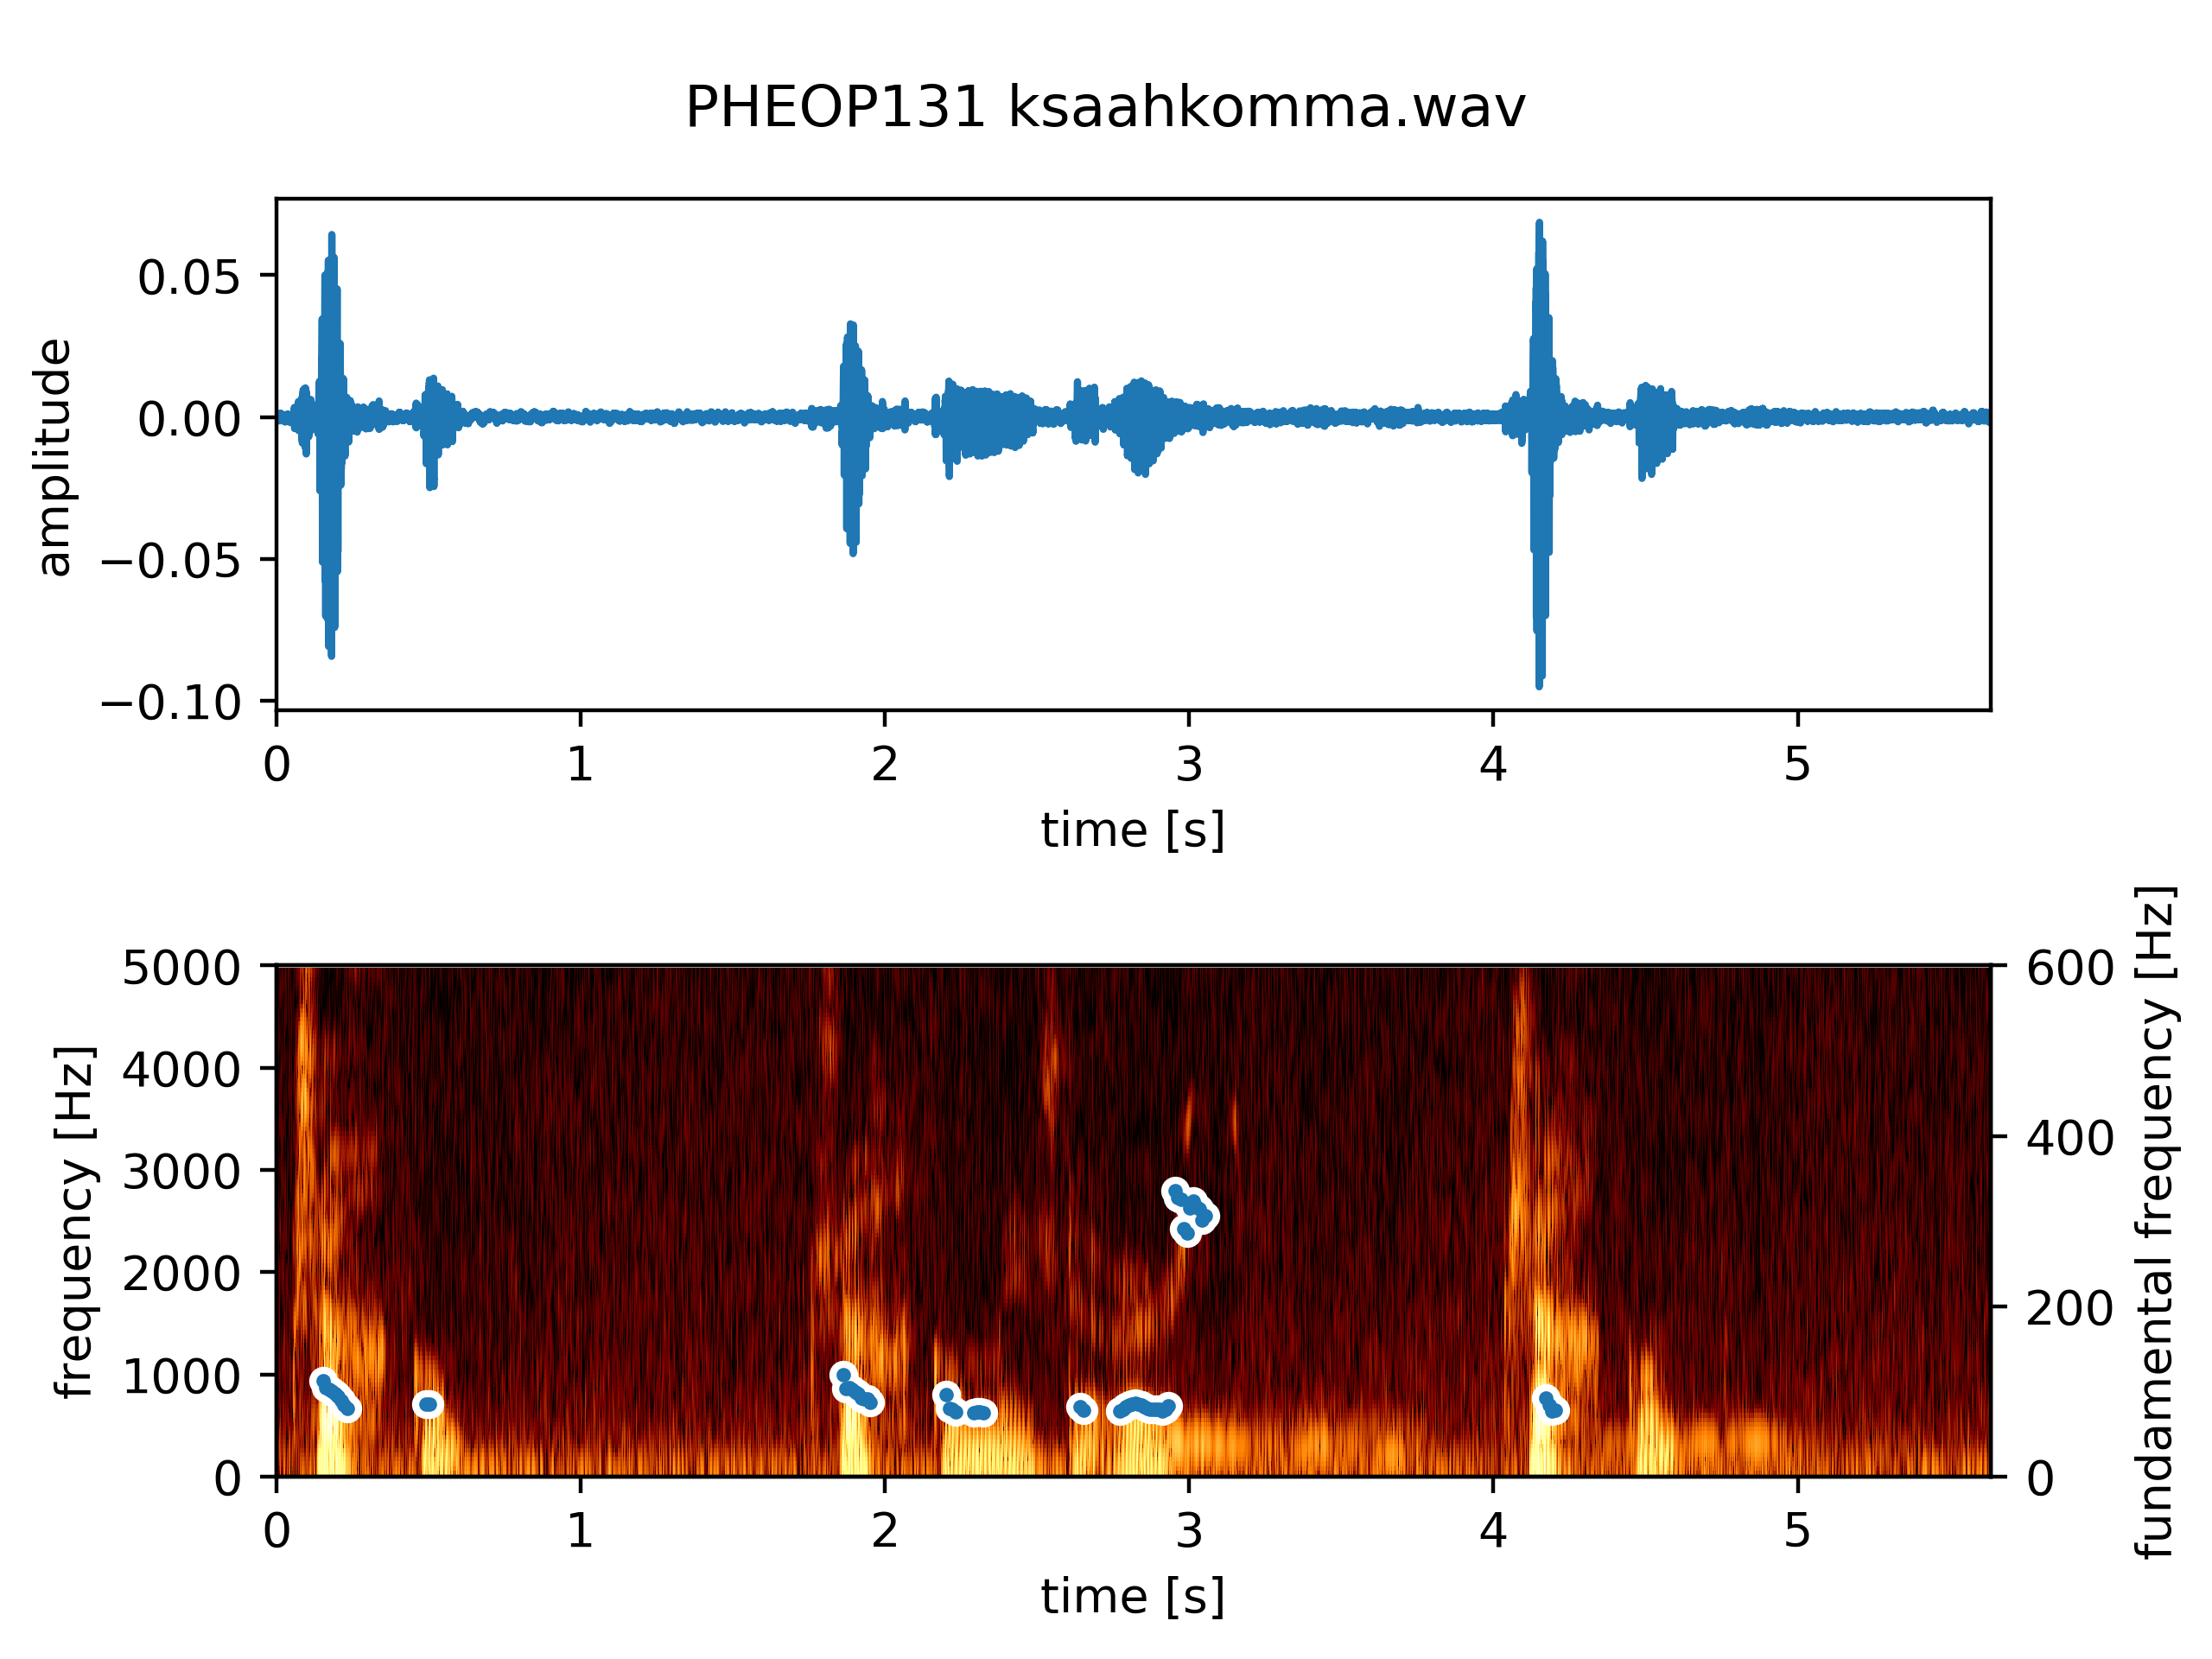 PHEOP131 ksaahkomma.wav
0.05
0.00
−0.05
−0.10
amplitude
0 1 2 3 4 5
time [s]
5000
4000
3000
2000
1000
0
frequency [Hz]
600
400
200
0
fundamental frequency [Hz]
0 1 2 3 4 5
time [s]